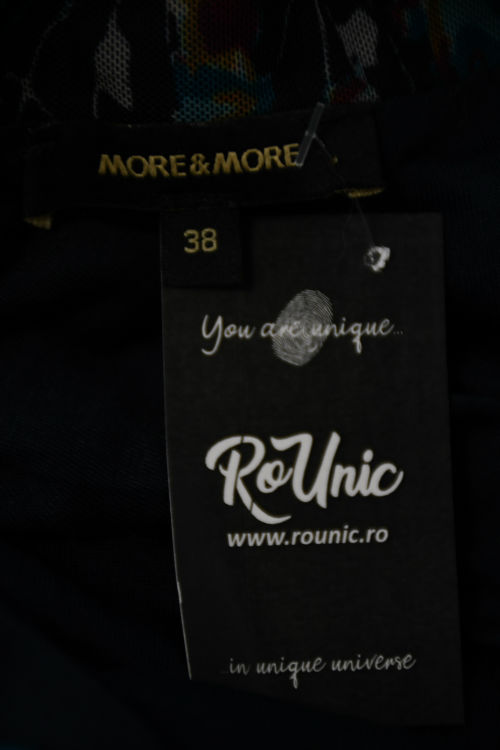 MORE & MORE
38
You are unique...
RoUnic
www.rounic.ro
...in unique universe